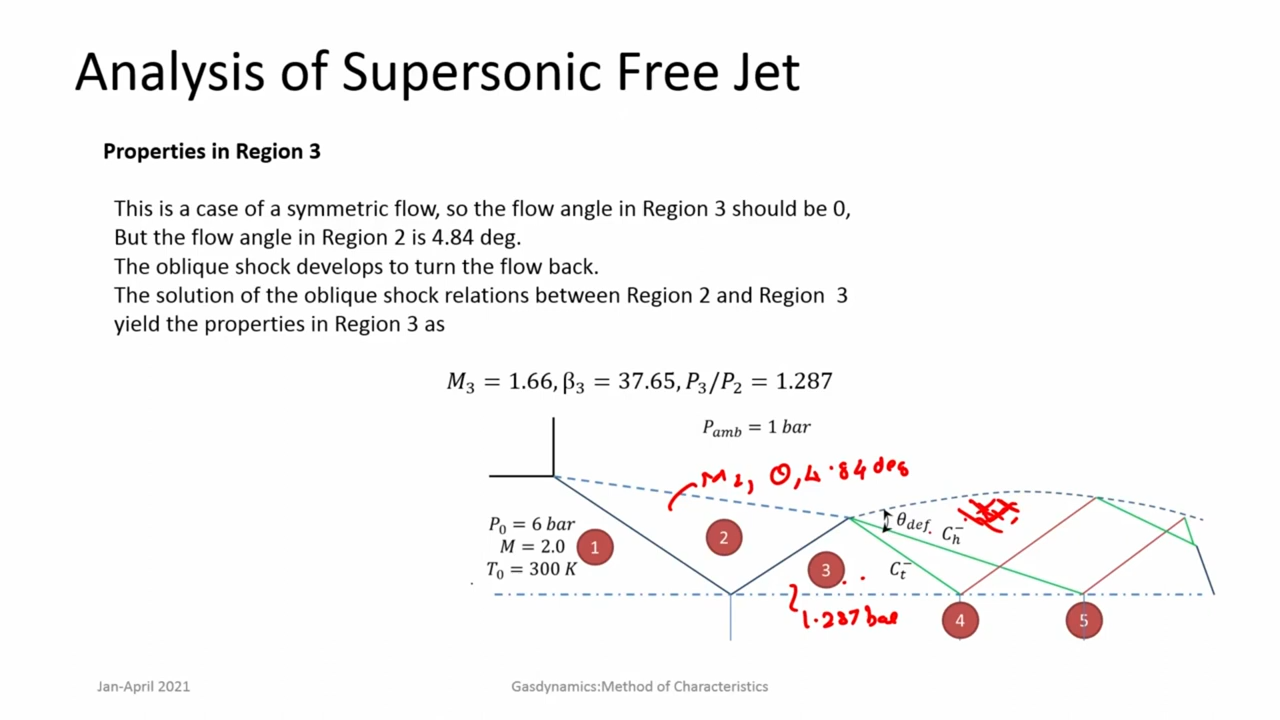 Analysis of Supersonic Free Jet
Properties in Region 3
This is a case of a symmetric flow, so the flow angle in Region 3 should be 0,
But the flow angle in Region 2 is 4.84 deg.
The oblique shock develops to turn the flow back.
The solution of the oblique shock relations between Region 2 and Region 3
yield the properties in Region 3 as
M₃ = 1.66, β₃ = 37.65, P₃/P₂ = 1.287
P_amb = 1 bar
M₂, θ, 4.84 deg
P₀ = 6 bar
M = 2.0
T₀ = 300 K
1
2
3
θ_def.
C_h^-
C_t^-
1.287 bar
4
5
Jan-April 2021
Gasdynamics:Method of Characteristics